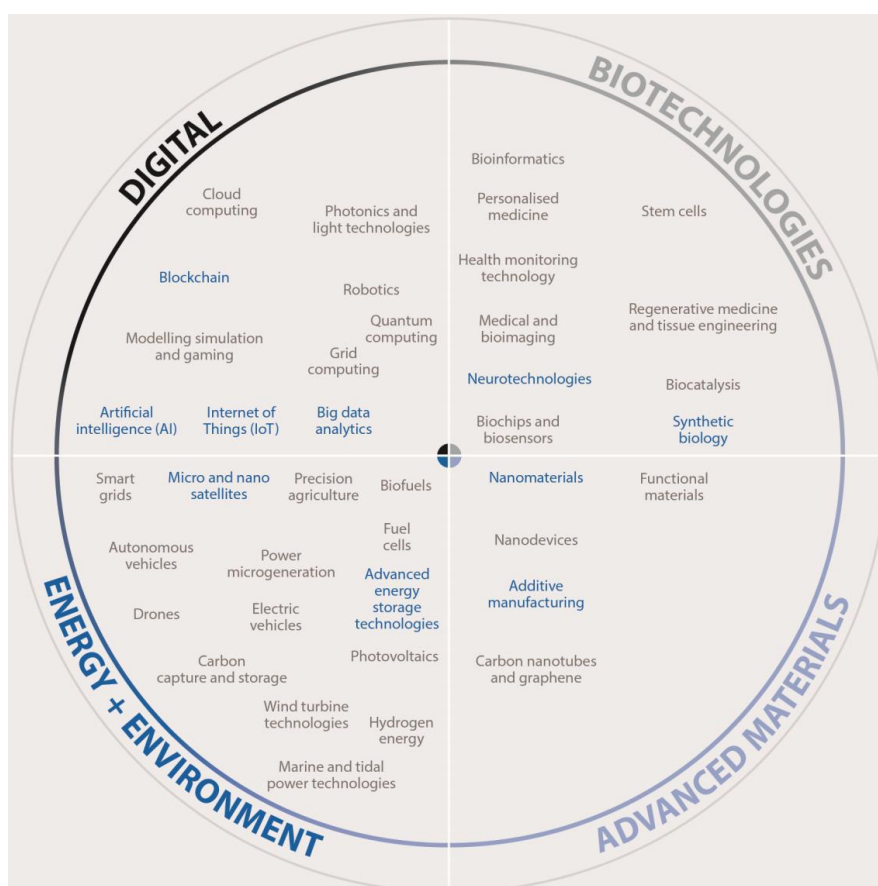 DIGITAL
Cloud
computing
Photonics and
light technologies
Blockchain
Robotics
Quantum
computing
Modelling simulation
and gaming
Grid
computing
Artificial
intelligence (AI)
Internet of
Things (IoT)
Big data
analytics
BIOTECHNOLOGIES
Bioinformatics
Personalised
medicine
Stem cells
Health monitoring
technology
Medical and
bioimaging
Regenerative medicine
and tissue engineering
Neurotechnologies
Biocatalysis
Biochips and
biosensors
Synthetic
biology
ENERGY + ENVIRONMENT
Smart
grids
Micro and nano
satellites
Precision
agriculture
Biofuels
Fuel
cells
Autonomous
vehicles
Power
microgeneration
Advanced
energy
storage
technologies
Drones
Electric
vehicles
Carbon
capture and storage
Photovoltaics
Wind turbine
technologies
Hydrogen
energy
Marine and tidal
power technologies
ADVANCED MATERIALS
Nanomaterials
Functional
materials
Nanodevices
Additive
manufacturing
Carbon nanotubes
and graphene